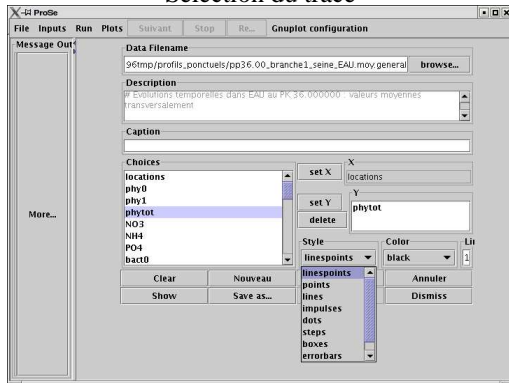 Sélection du tracé
X-⋈ ProSe
File Inputs Run Plots Suivant Stop Re... Gnuplot configuration
Message Out
More...
Data Filename
96tmp/profils_ponctuels/pp36.00_branche1_seine_EAU.moy.general browse...
Description
# Evolutions temporelles dans EAU au PK 36.000000 : valeurs moyennes
transversalement
Caption
Choices
locations
phy0
phy1
phytot
NO3
NH4
PO4
bact0
set X
X
locations
set Y
delete
Y
phytot
Style
linespoints
Color
black
Li
1
linespoints
points
lines
impulses
dots
steps
boxes
errorbars
Clear Nouveau Annuler
Show Save as... Dismiss